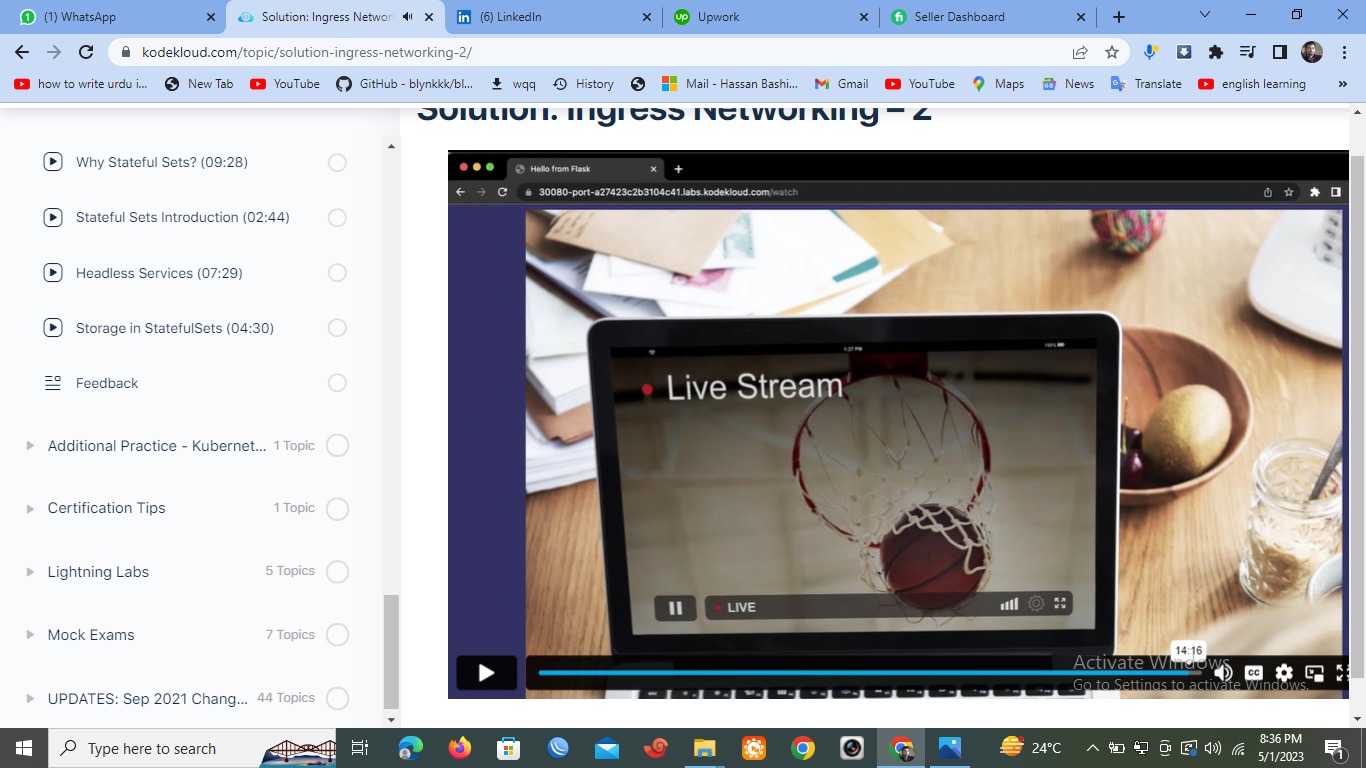 (1) WhatsApp
Solution: Ingress Networ
(6) LinkedIn
Upwork
Seller Dashboard
kodekloud.com/topic/solution-ingress-networking-2/
how to write urdu i...
New Tab
YouTube
GitHub - blynkkk/bl...
wqq
History
Mail - Hassan Bashi...
Gmail
YouTube
Maps
News
Translate
english learning
»
Solution: Ingress Networking – 2
Why Stateful Sets? (09:28)
Stateful Sets Introduction (02:44)
Headless Services (07:29)
Storage in StatefulSets (04:30)
Feedback
Additional Practice - Kubernet... 1 Topic
Certification Tips 1 Topic
Lightning Labs 5 Topics
Mock Exams 7 Topics
UPDATES: Sep 2021 Chang... 44 Topics
Hello from Flask
30080-port-a27423c2b3104c41.labs.kodekloud.com/watch
1:27 PM
100%
Live Stream
LIVE
14:16
CC
Activate Windows
Go to Settings to activate Windows.
Type here to search
24°C
8:36 PM
5/1/2023
1